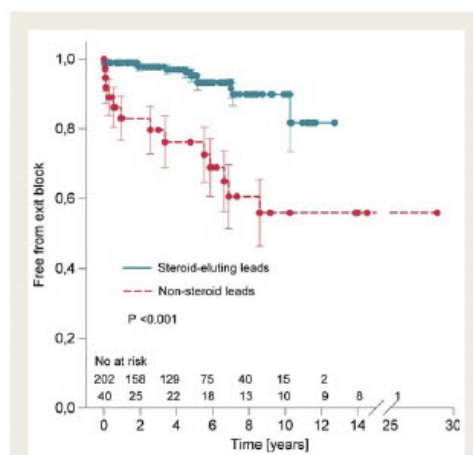 1,0
0,8
0,6
0,4
0,2
0,0
Free from exit block
Steroid-eluting leads
Non-steroid leads
P <0.001
No at risk
202 158 129 75 40 15 2
40 25 22 18 13 10 9 8 1
0 2 4 6 8 10 12 14 25 30
Time [years]